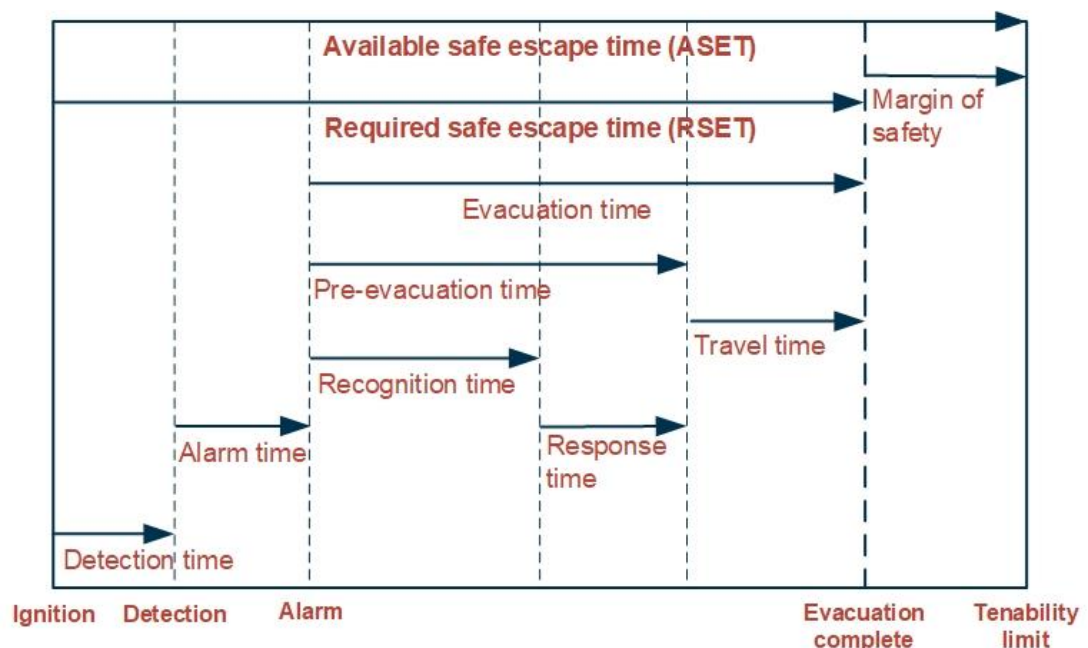 Available safe escape time (ASET)
Margin of
safety
Required safe escape time (RSET)
Evacuation time
Pre-evacuation time
Travel time
Recognition time
Alarm time
Response
time
Detection time
Ignition
Detection
Alarm
Evacuation
complete
Tenability
limit